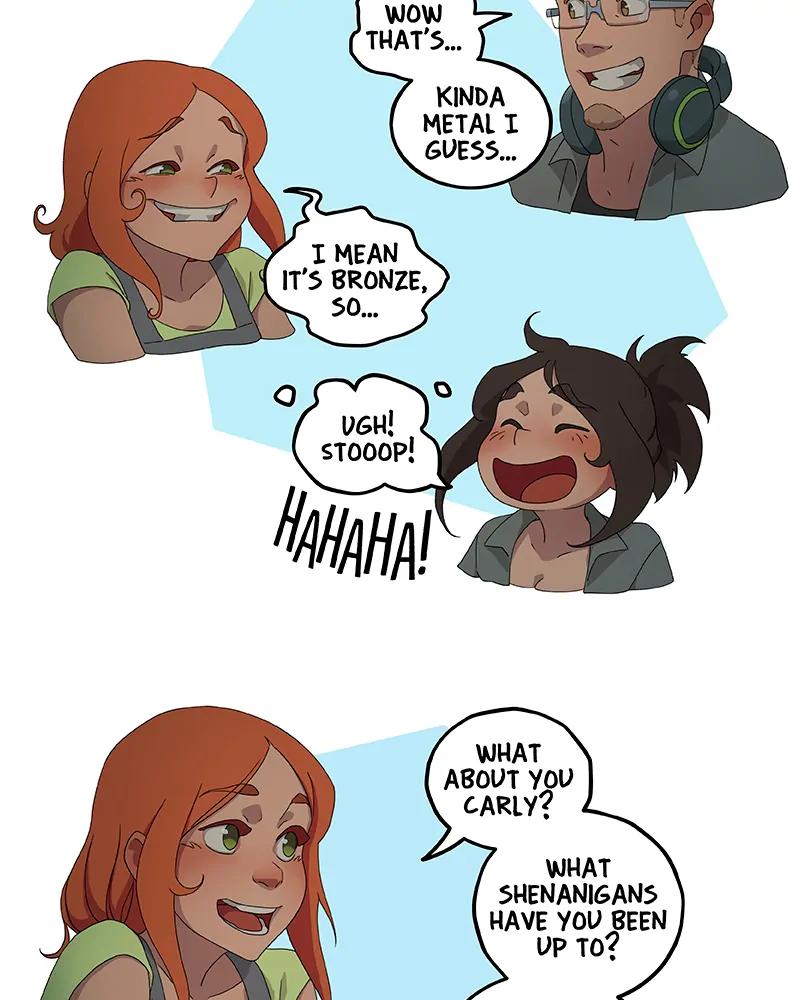 WOW
THAT'S...
KINDA
METAL I
GUESS...
I MEAN
IT'S BRONZE,
SO...
UGH!
STOOOP!
HAHAHA!
WHAT
ABOUT YOU
CARLY?
WHAT
SHENANIGANS
HAVE YOU BEEN
UP TO?